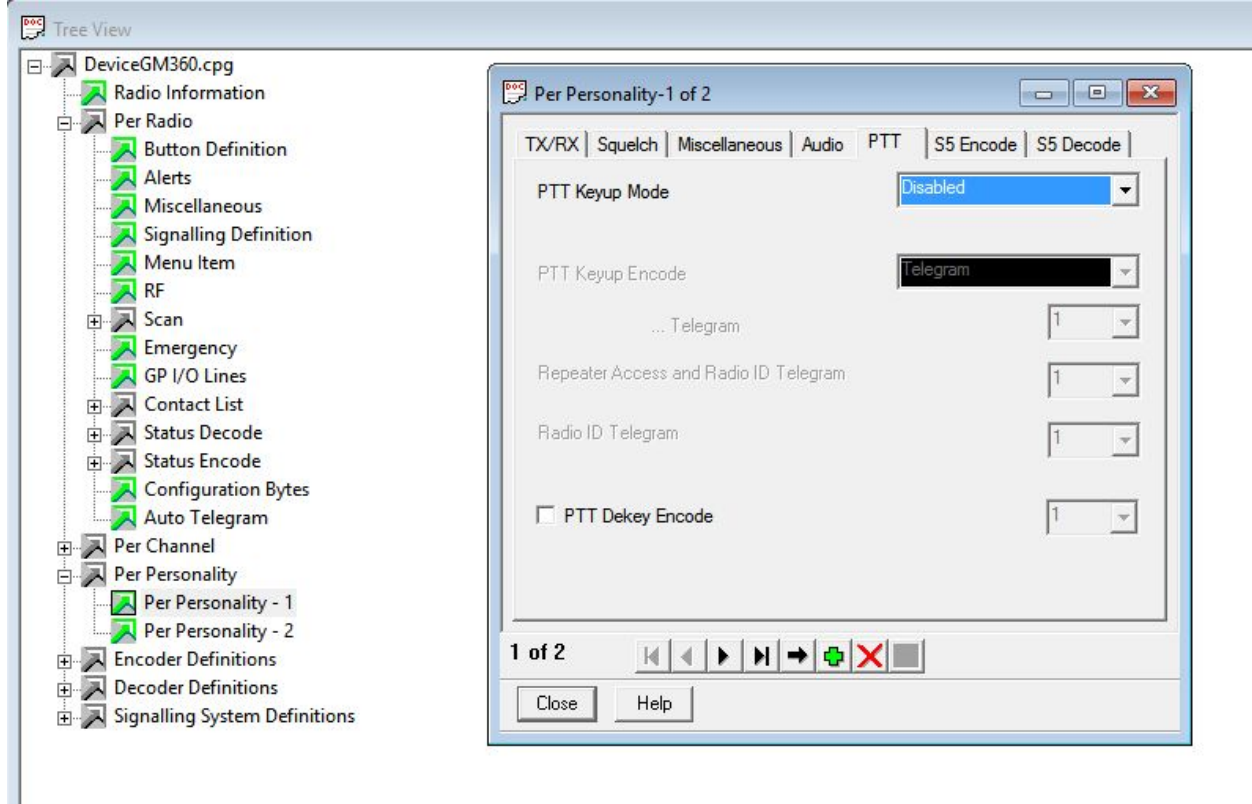 Tree View
DeviceGM360.cpg
Radio Information
Per Radio
Button Definition
Alerts
Miscellaneous
Signalling Definition
Menu Item
RF
Scan
Emergency
GP I/O Lines
Contact List
Status Decode
Status Encode
Configuration Bytes
Auto Telegram
Per Channel
Per Personality
Per Personality - 1
Per Personality - 2
Encoder Definitions
Decoder Definitions
Signalling System Definitions
Per Personality-1 of 2
TX/RX Squelch Miscellaneous Audio PTT S5 Encode S5 Decode
PTT Keyup Mode Disabled
PTT Keyup Encode Telegram
... Telegram 1
Repeater Access and Radio ID Telegram 1
Radio ID Telegram 1
PTT Dekey Encode 1
1 of 2
Close Help